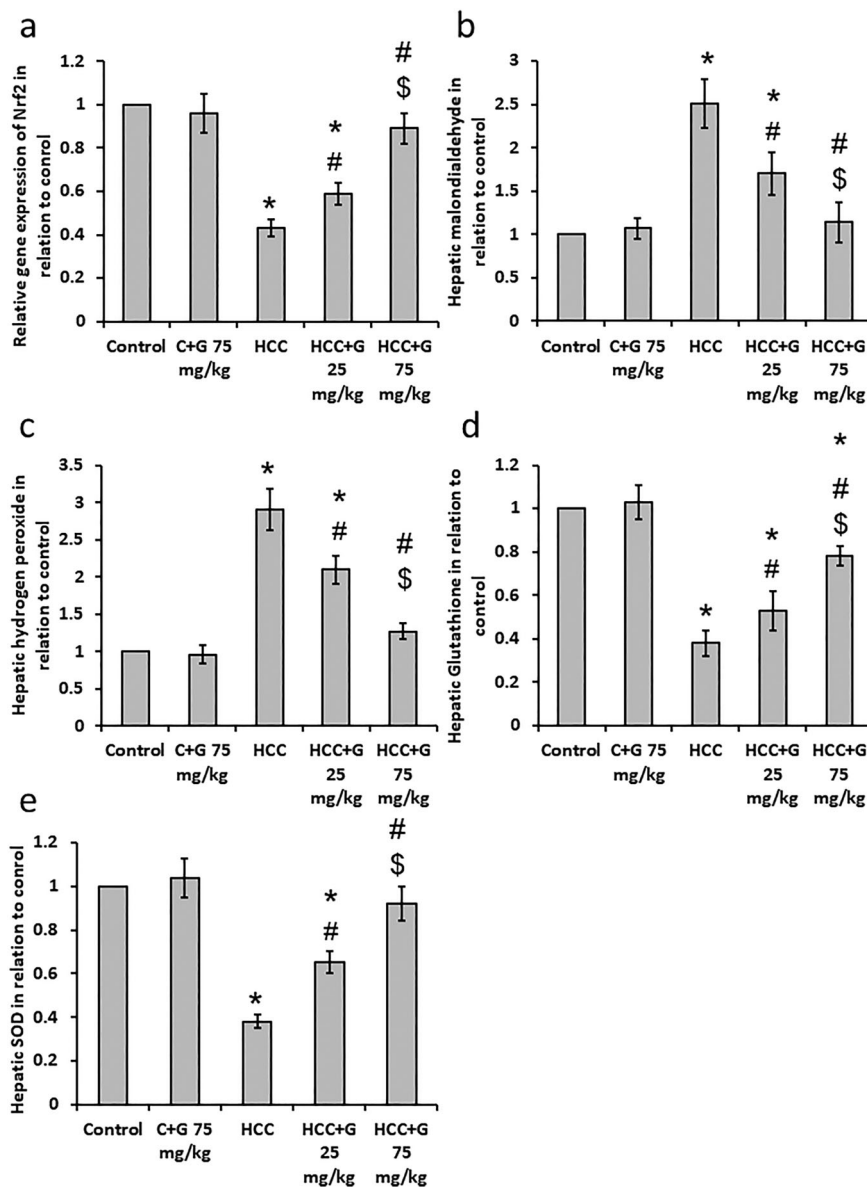 a
Relative gene expression of Nrf2 in
relation to control
1.2
1
0.8
0.6
0.4
0.2
0
*
*
#
#
$
Control
C+G 75
mg/kg
HCC
HCC+G
25
mg/kg
HCC+G
75
mg/kg
b
Hepatic malondialdehyde in
relation to control
3
2.5
2
1.5
1
0.5
0
*
*
#
#
$
Control
C+G 75
mg/kg
HCC
HCC+G
25
mg/kg
HCC+G
75
mg/kg
c
Hepatic hydrogen peroxide in
relation to control
3.5
3
2.5
2
1.5
1
0.5
0
*
*
#
#
$
Control
C+G 75
mg/kg
HCC
HCC+G
25
mg/kg
HCC+G
75
mg/kg
d
Hepatic Glutathione in relation to
control
1.2
1
0.8
0.6
0.4
0.2
0
*
*
#
*
#
$
Control
C+G 75
mg/kg
HCC
HCC+G
25
mg/kg
HCC+G
75
mg/kg
e
Hepatic SOD in relation to conrol
1.2
1
0.8
0.6
0.4
0.2
0
*
*
#
#
$
Control
C+G 75
mg/kg
HCC
HCC+G
25
mg/kg
HCC+G
75
mg/kg